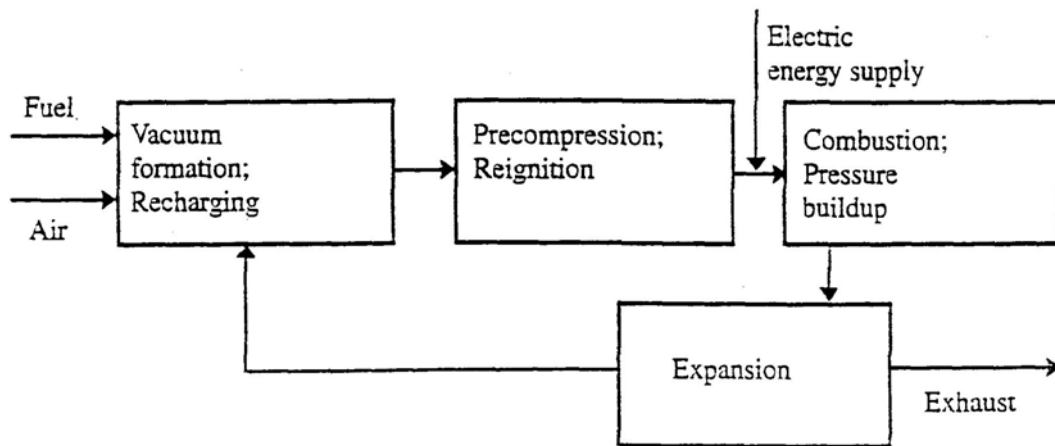 Electric
energy supply
Fuel
Air
Vacuum
formation;
Recharging
Precompression;
Reignition
Combustion;
Pressure
buildup
Expansion
Exhaust